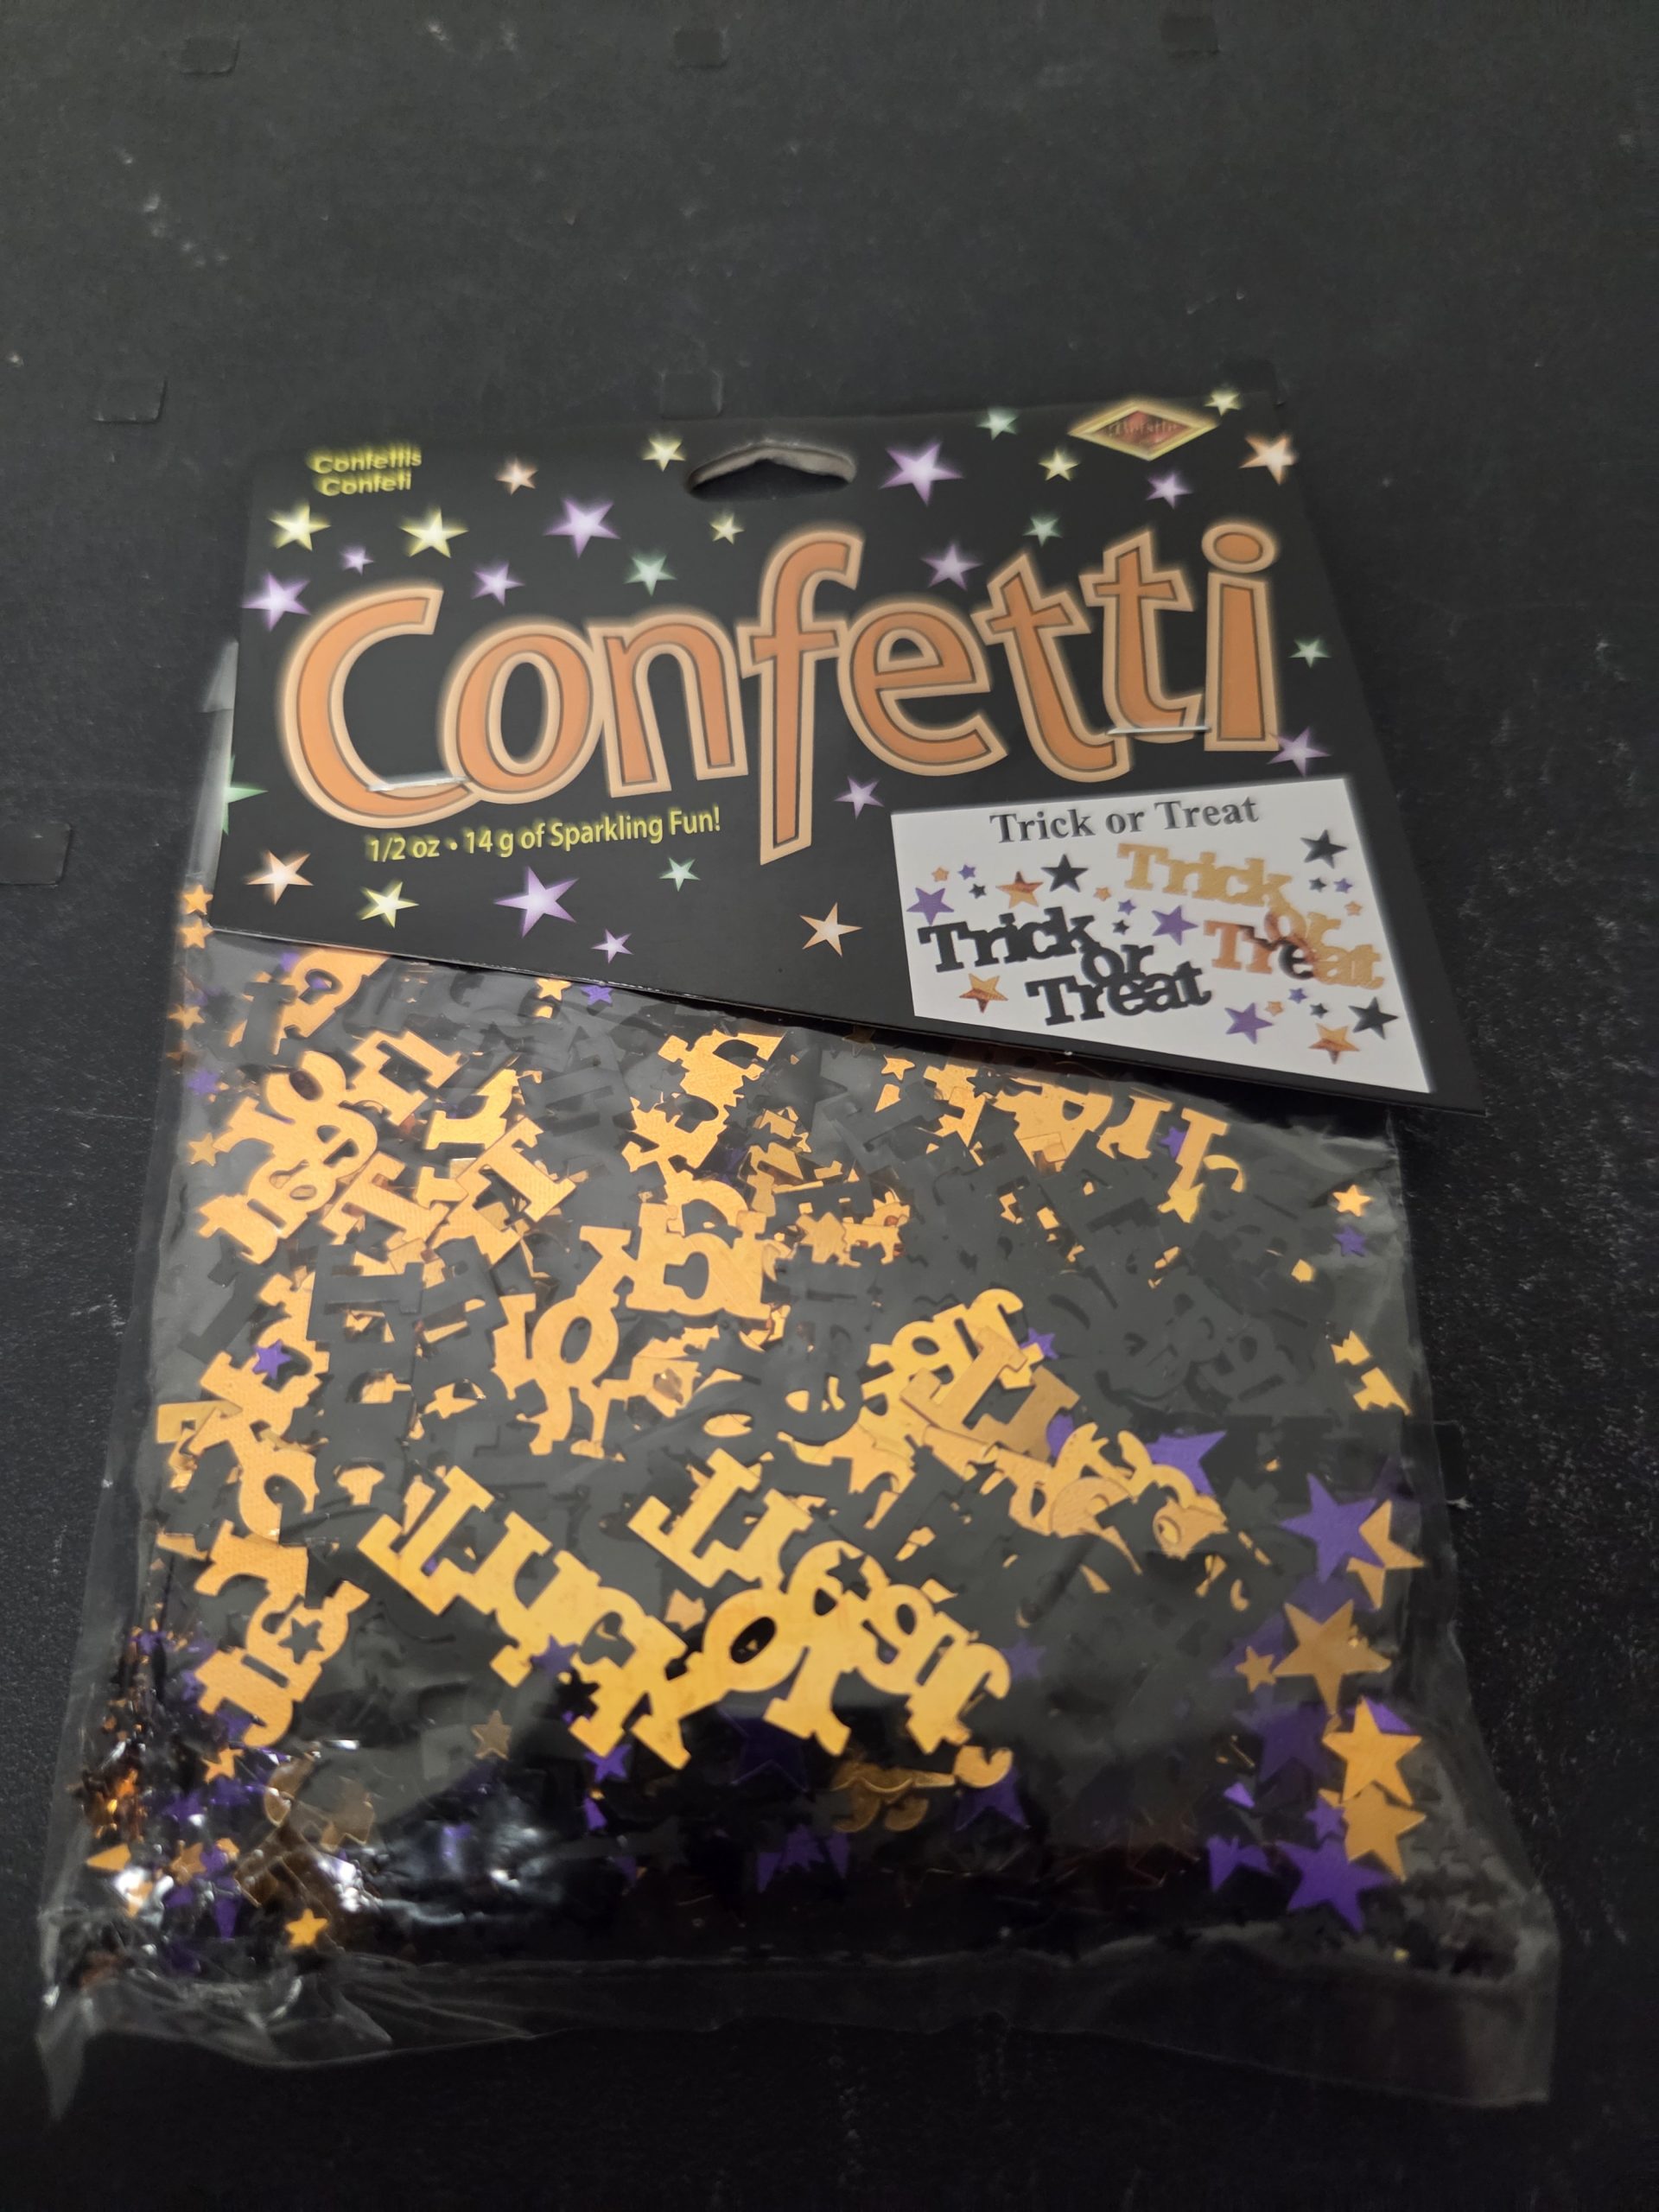 Confettis
Confeti
Confetti
1/2 oz • 14 g of Sparkling Fun!
Trick or Treat
Trick
or
Treat
Trick
or
Treat